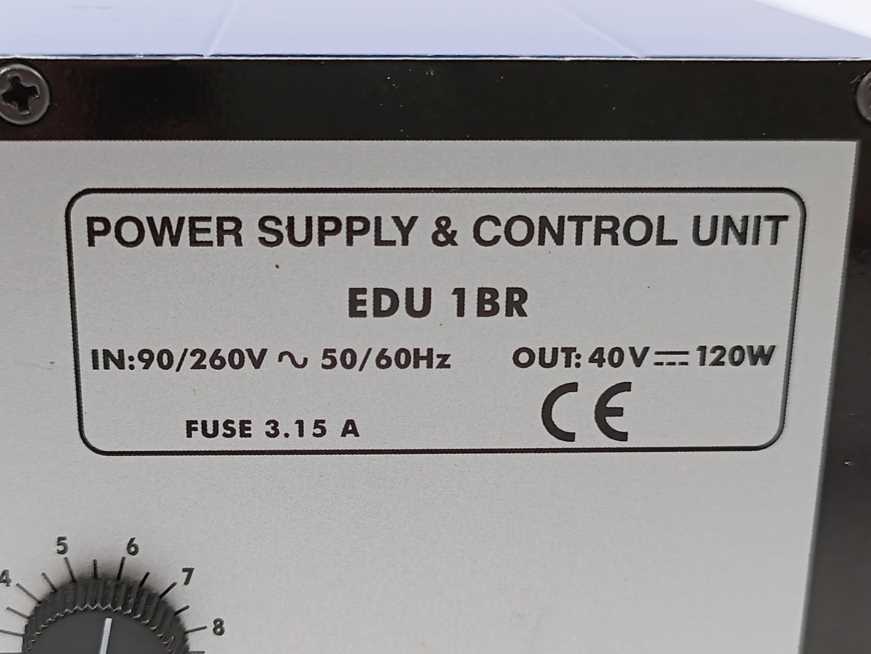 POWER SUPPLY & CONTROL UNIT
EDU 1BR
IN:90/260V ∿ 50/60Hz OUT: 40V⎓120W
FUSE 3.15 A CE
5 6
4 7
8